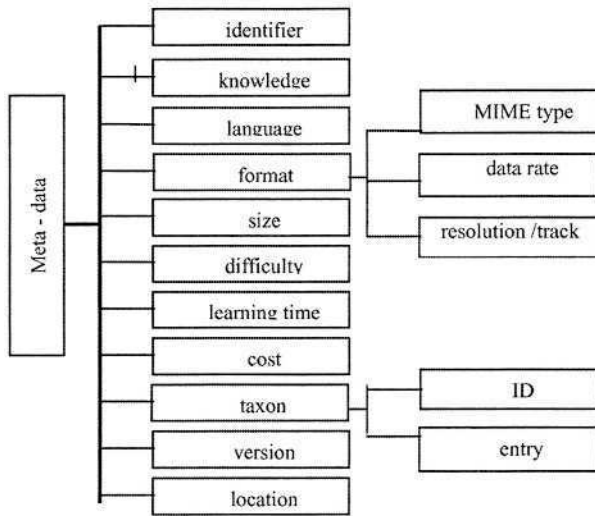 Meta - data
identifier
knowledge
language
format
size
difficulty
learning time
cost
taxon
version
location
MIME type
data rate
resolution /track
ID
entry